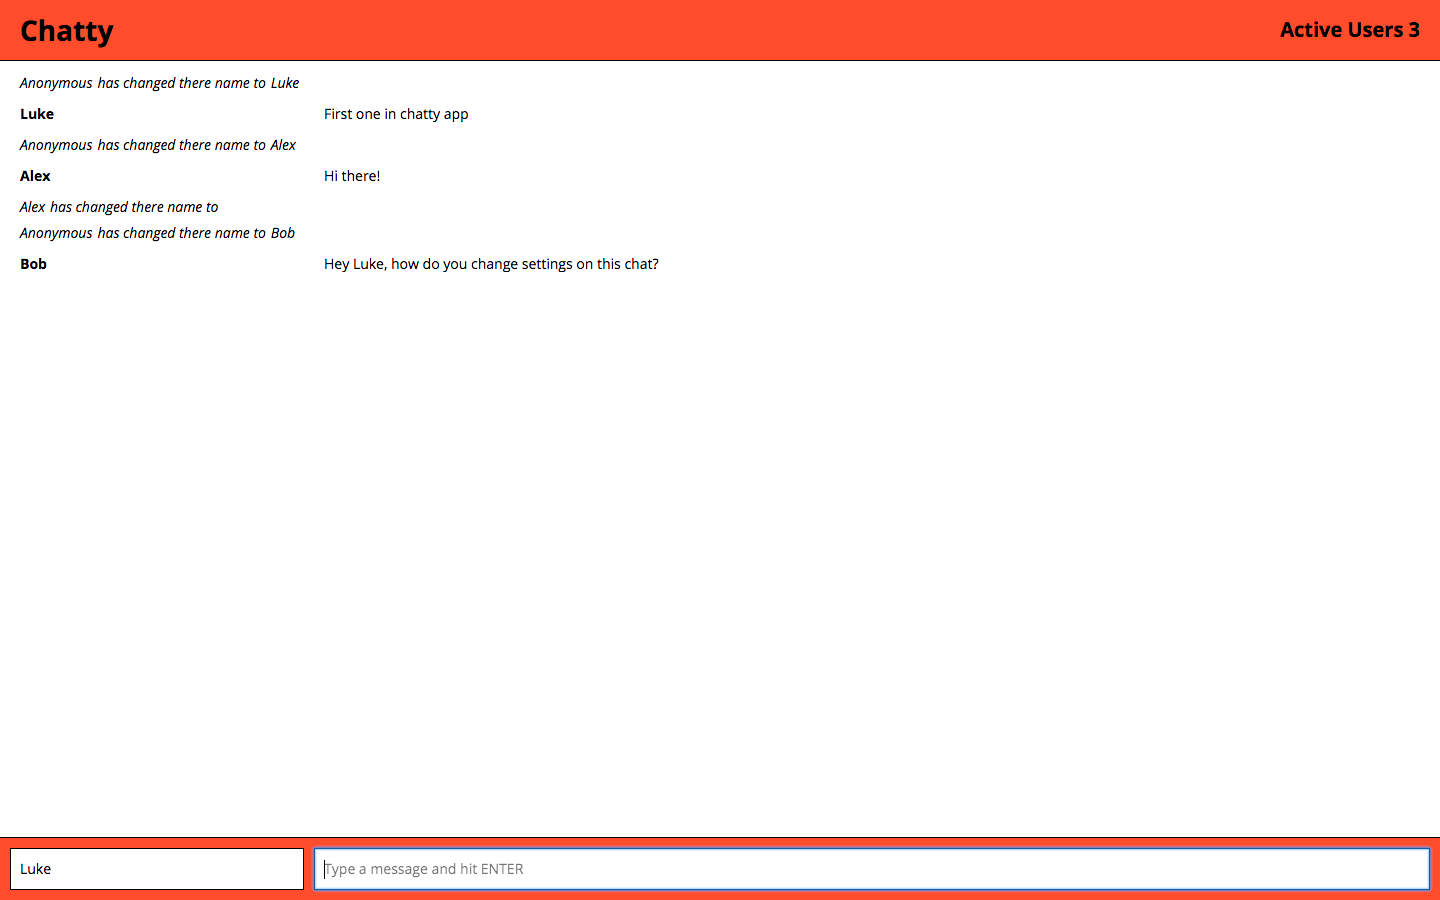 Chatty
Active Users 3
Anonymous has changed there name to Luke
Luke First one in chatty app
Anonymous has changed there name to Alex
Alex Hi there!
Alex has changed there name to
Anonymous has changed there name to Bob
Bob Hey Luke, how do you change settings on this chat?
Luke Type a message and hit ENTER